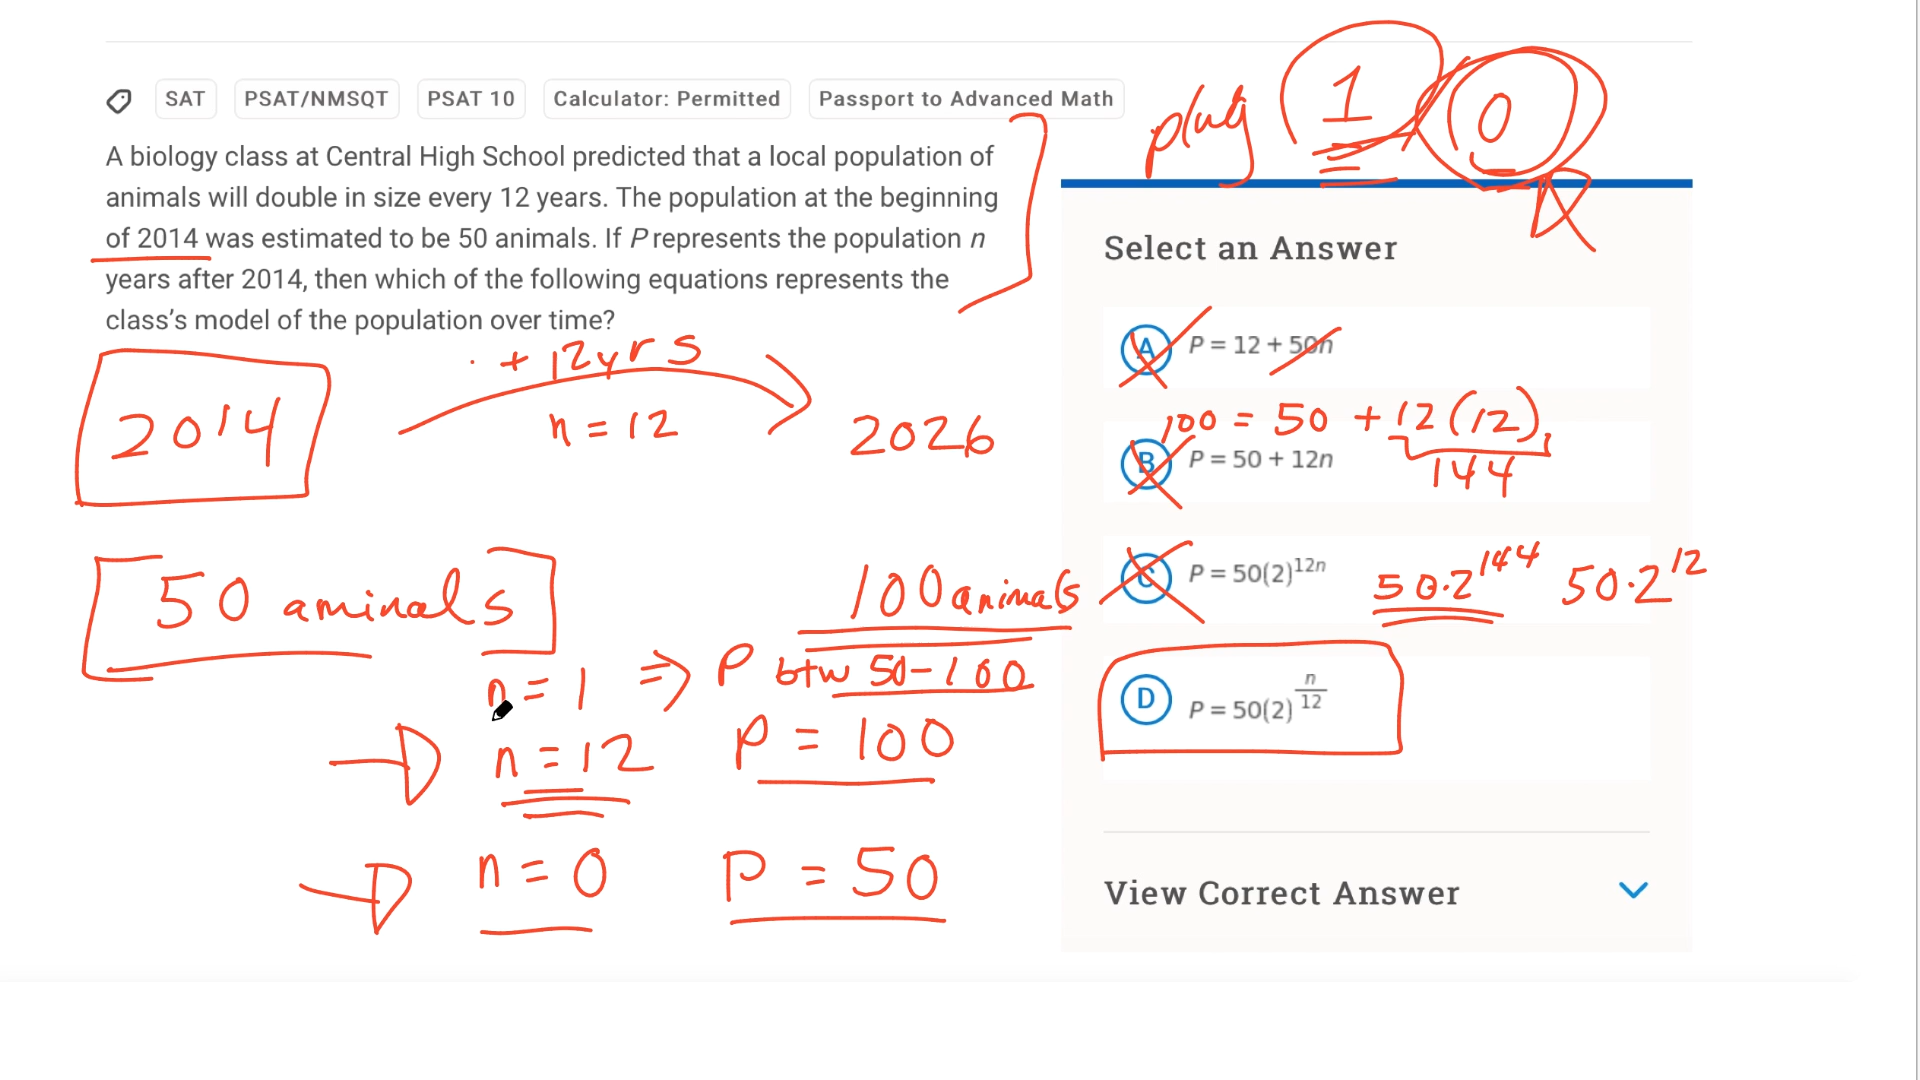 plug 1 0
SAT PSAT/NMSQT PSAT 10 Calculator: Permitted Passport to Advanced Math
A biology class at Central High School predicted that a local population of
animals will double in size every 12 years. The population at the beginning
of 2014 was estimated to be 50 animals. If P represents the population n
years after 2014, then which of the following equations represents the
class's model of the population over time?
2014 + 12yrs
n = 12 2026
50 aminals 100 animals
n = 1 ⇒ P btw 50-100
n = 12 P = 100
n = 0 P = 50
Select an Answer
A P = 12 + 50n
100 = 50 + 12(12)
B P = 50 + 12n 144
C P = 50(2)^{12n} 50·2^{144} 50·2^{12}
D P = 50(2)^{n/12}
View Correct Answer